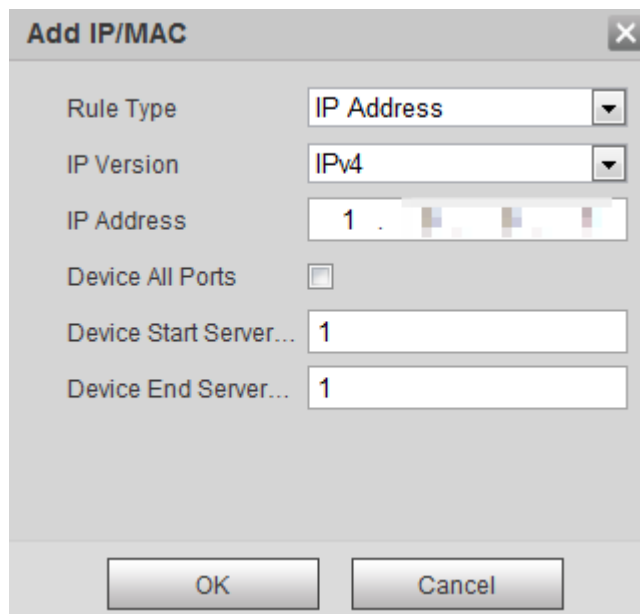 Add IP/MAC
Rule Type IP Address
IP Version IPv4
IP Address 1 .
Device All Ports
Device Start Server... 1
Device End Server... 1
OK Cancel